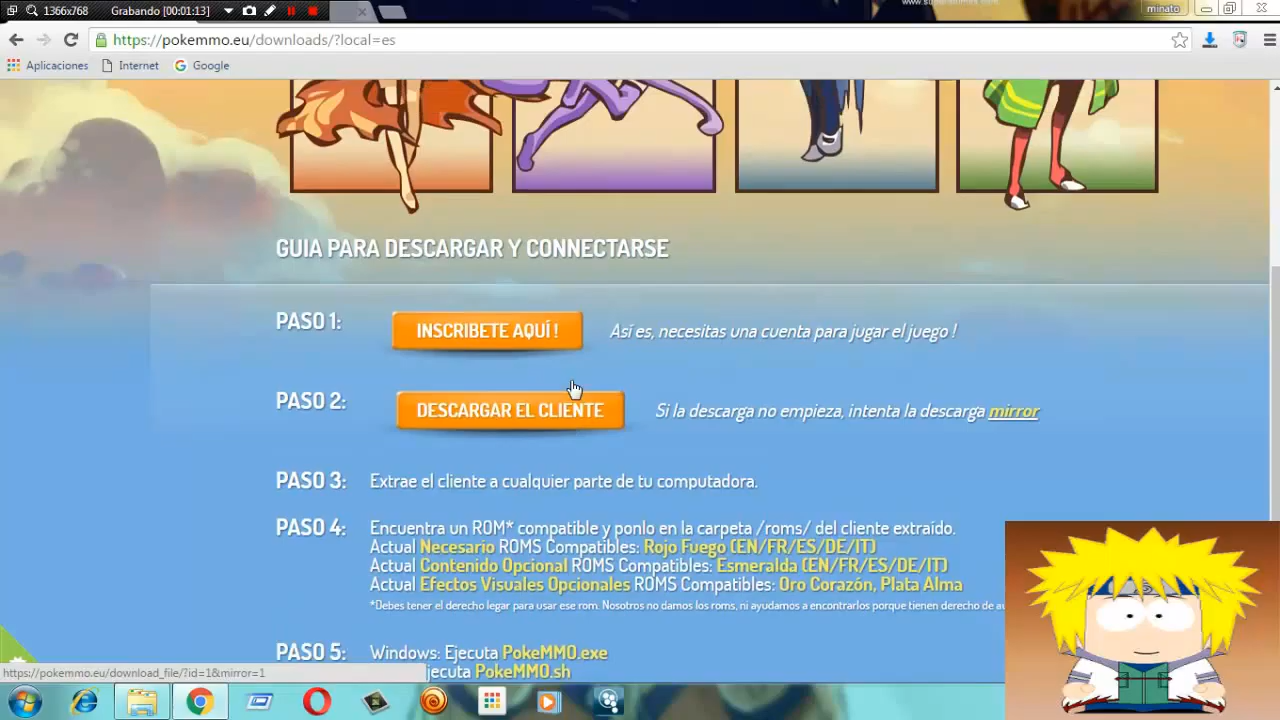 1366x768 Grabando [00:01:13]
minato
https://pokemmo.eu/downloads/?local=es
Aplicaciones Internet Google
GUIA PARA DESCARGAR Y CONNECTARSE
PASO 1: INSCRIBETE AQUÍ ! Así es, necesitas una cuenta para jugar el juego !
PASO 2: DESCARGAR EL CLIENTE Si la descarga no empieza, intenta la descarga mirror
PASO 3: Extrae el cliente a cualquier parte de tu computadora.
PASO 4: Encuentra un ROM* compatible y ponlo en la carpeta /roms/ del cliente extraído.
Actual Necesario ROMS Compatibles: Rojo Fuego (EN/FR/ES/DE/IT)
Actual Contenido Opcional ROMS Compatibles: Esmeralda (EN/FR/ES/DE/IT)
Actual Efectos Visuales Opcionales ROMS Compatibles: Oro Corazón, Plata Alma
*Debes tener el derecho legar para usar ese rom. Nosotros no damos los roms, ni ayudamos a encontrarlos porque tienen derecho de au
PASO 5: Windows: Ejecuta PokeMMO.exe
jecuta PokeMMO.sh
https://pokemmo.eu/download_file/?id=1&mirror=1